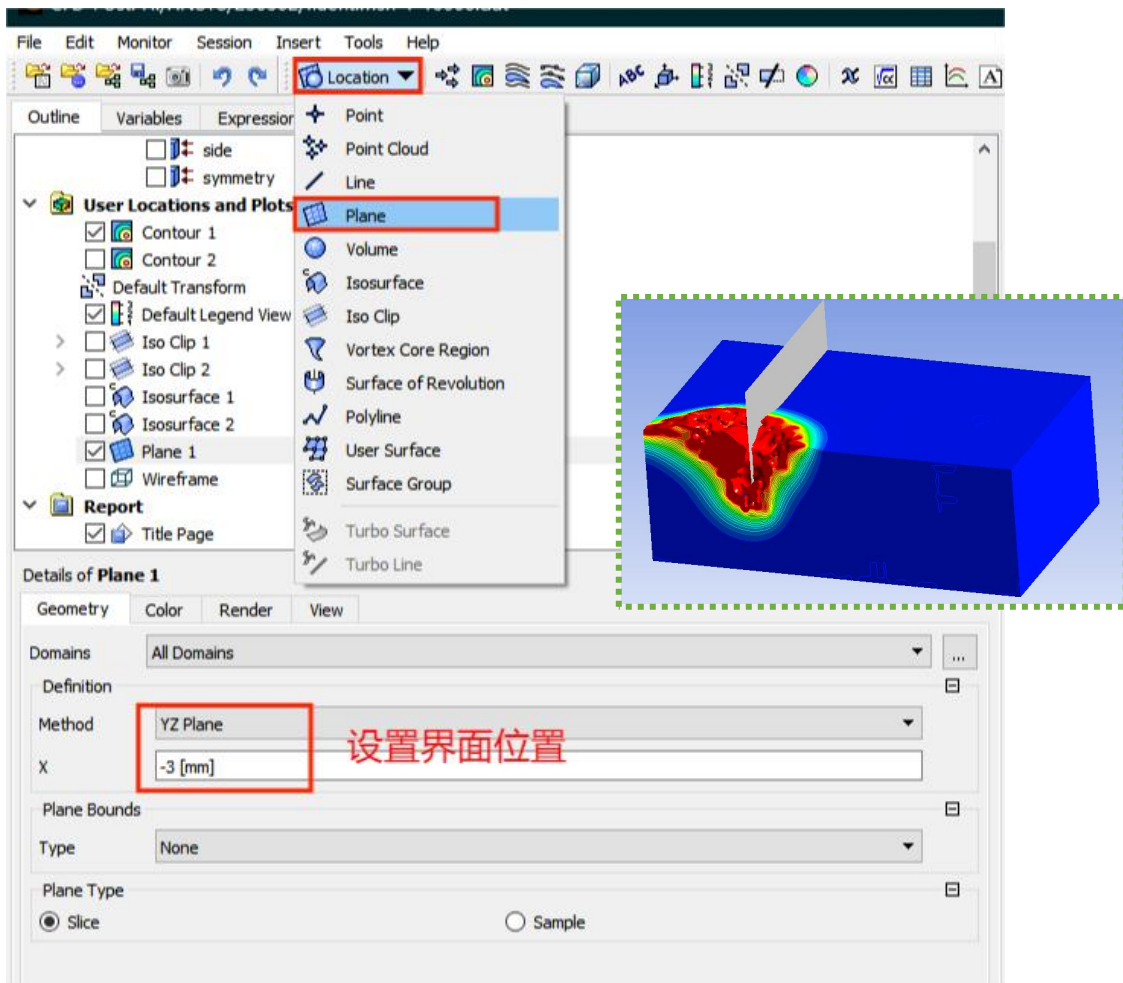 File Edit Monitor Session Insert Tools Help
Location
Outline Variables Expression
side
symmetry
User Locations and Plots
Contour 1
Contour 2
Default Transform
Default Legend View
Iso Clip 1
Iso Clip 2
Isosurface 1
Isosurface 2
Plane 1
Wireframe
Report
Title Page
Point
Point Cloud
Line
Plane
Volume
Isosurface
Iso Clip
Vortex Core Region
Surface of Revolution
Polyline
User Surface
Surface Group
Turbo Surface
Turbo Line
Details of Plane 1
Geometry Color Render View
Domains All Domains ...
Definition
Method YZ Plane
X -3 [mm]
设置界面位置
Plane Bounds
Type None
Plane Type
Slice Sample